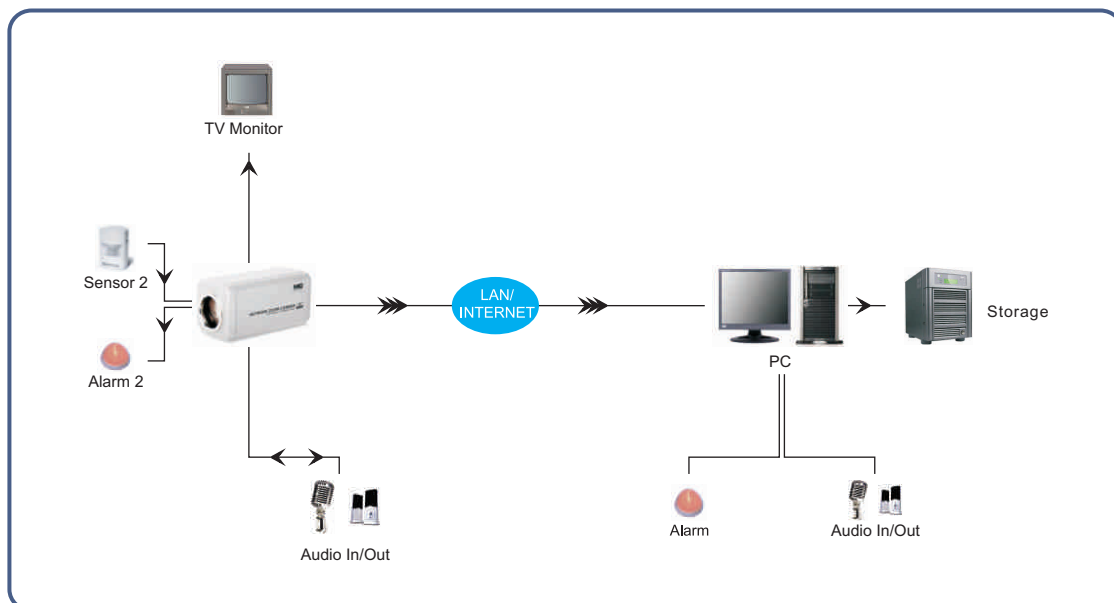 TV Monitor
Sensor 2
Alarm 2
LAN/
INTERNET
PC
Storage
Audio In/Out
Alarm
Audio In/Out